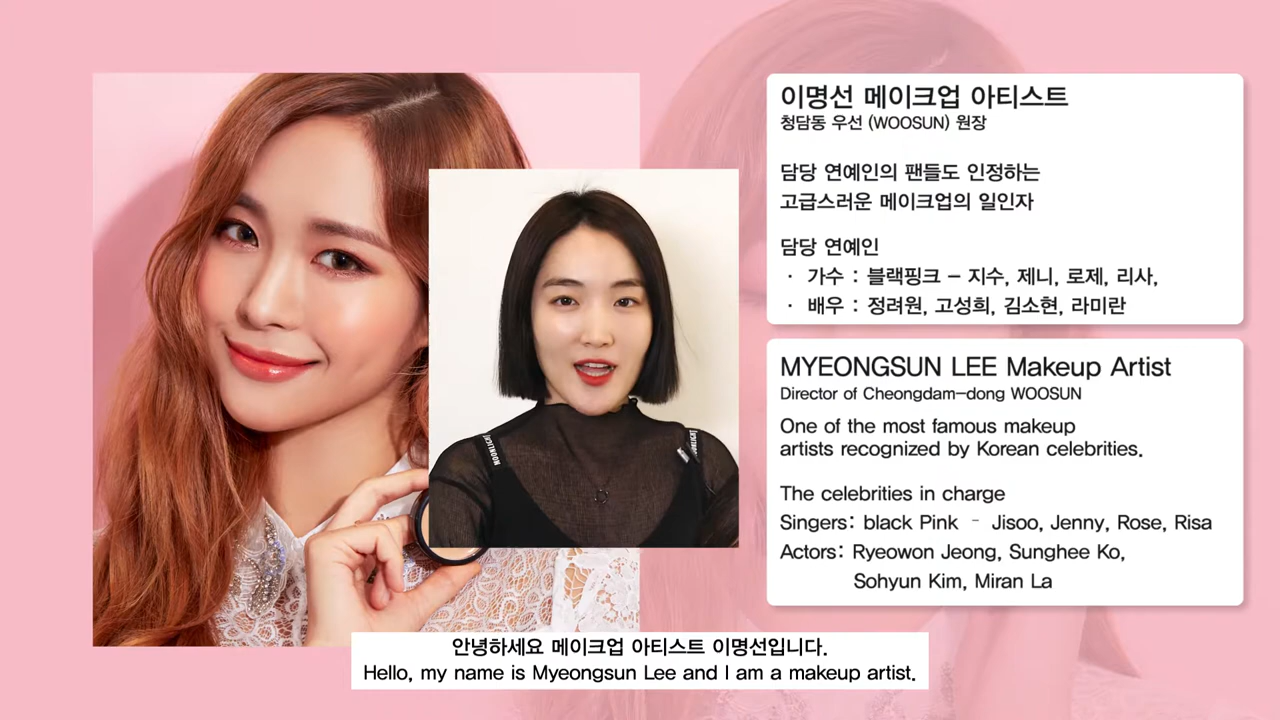 이명선 메이크업 아티스트
청담동 우선 (WOOSUN) 원장
담당 연예인의 팬들도 인정하는
고급스러운 메이크업의 일인자
담당 연예인
· 가수 : 블랙핑크 – 지수, 제니, 로제, 리사,
· 배우 : 정려원, 고성희, 김소현, 라미란
MYEONGSUN LEE Makeup Artist
Director of Cheongdam-dong WOOSUN
One of the most famous makeup
artists recognized by Korean celebrities.
The celebrities in charge
Singers: black Pink - Jisoo, Jenny, Rose, Risa
Actors: Ryeowon Jeong, Sunghee Ko,
Sohyun Kim, Miran La
안녕하세요 메이크업 아티스트 이명선입니다.
Hello, my name is Myeongsun Lee and I am a makeup artist.